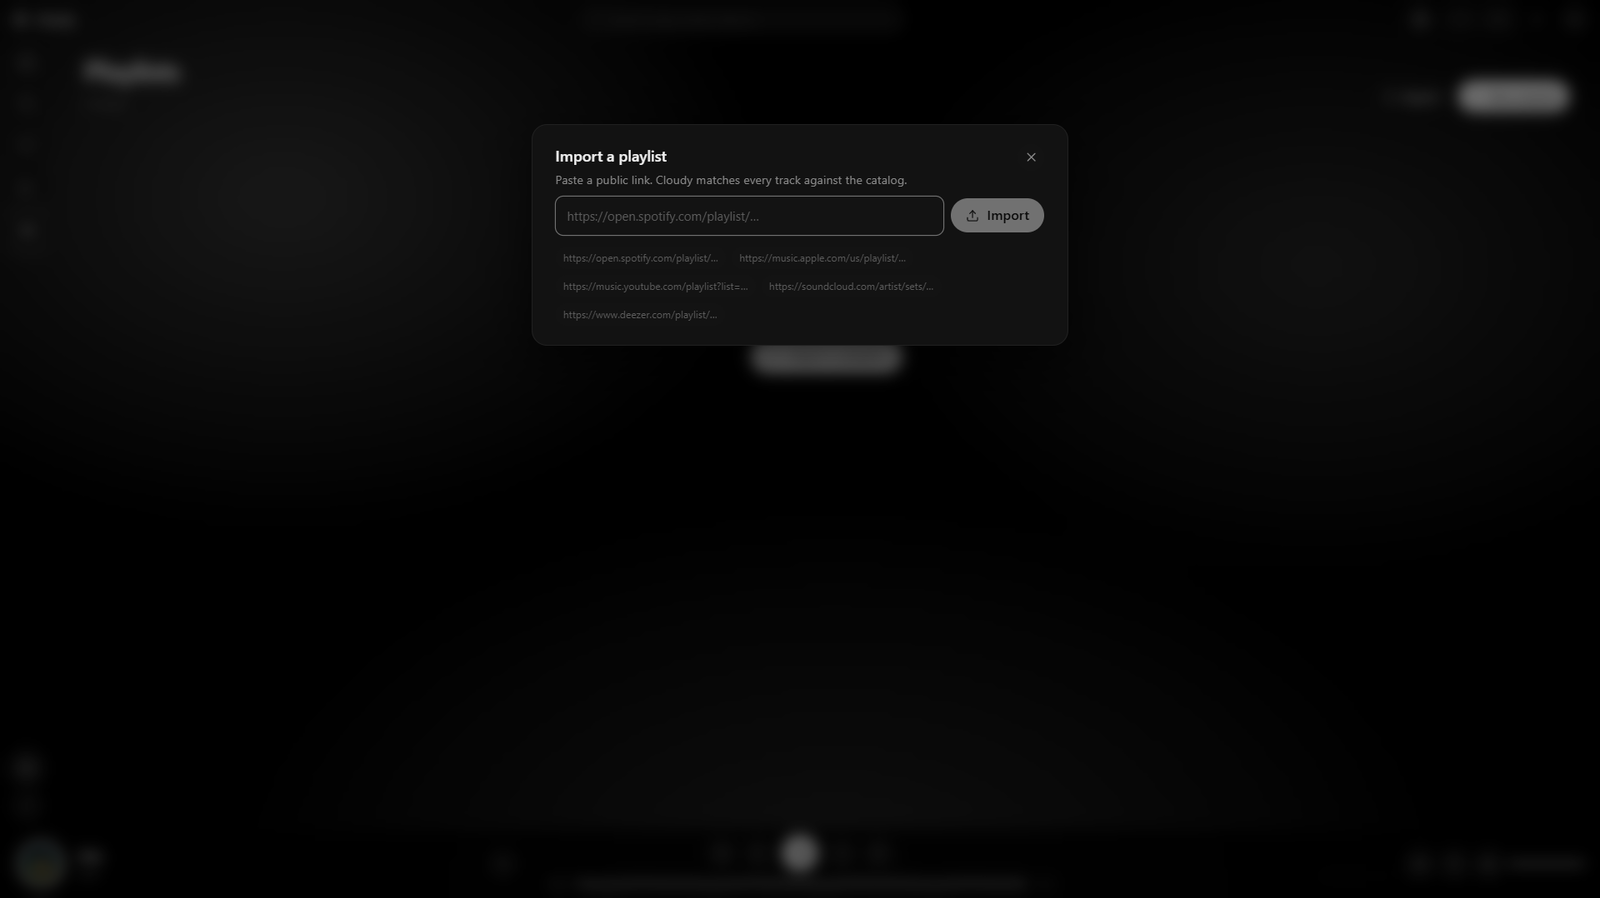 Playlists
Import a playlist
Paste a public link. Cloudy matches every track against the catalog.
https://open.spotify.com/playlist/...
Import
https://open.spotify.com/playlist/... https://music.apple.com/us/playlist/...
https://music.youtube.com/playlist?list=... https://soundcloud.com/artist/sets/...
https://www.deezer.com/playlist/...